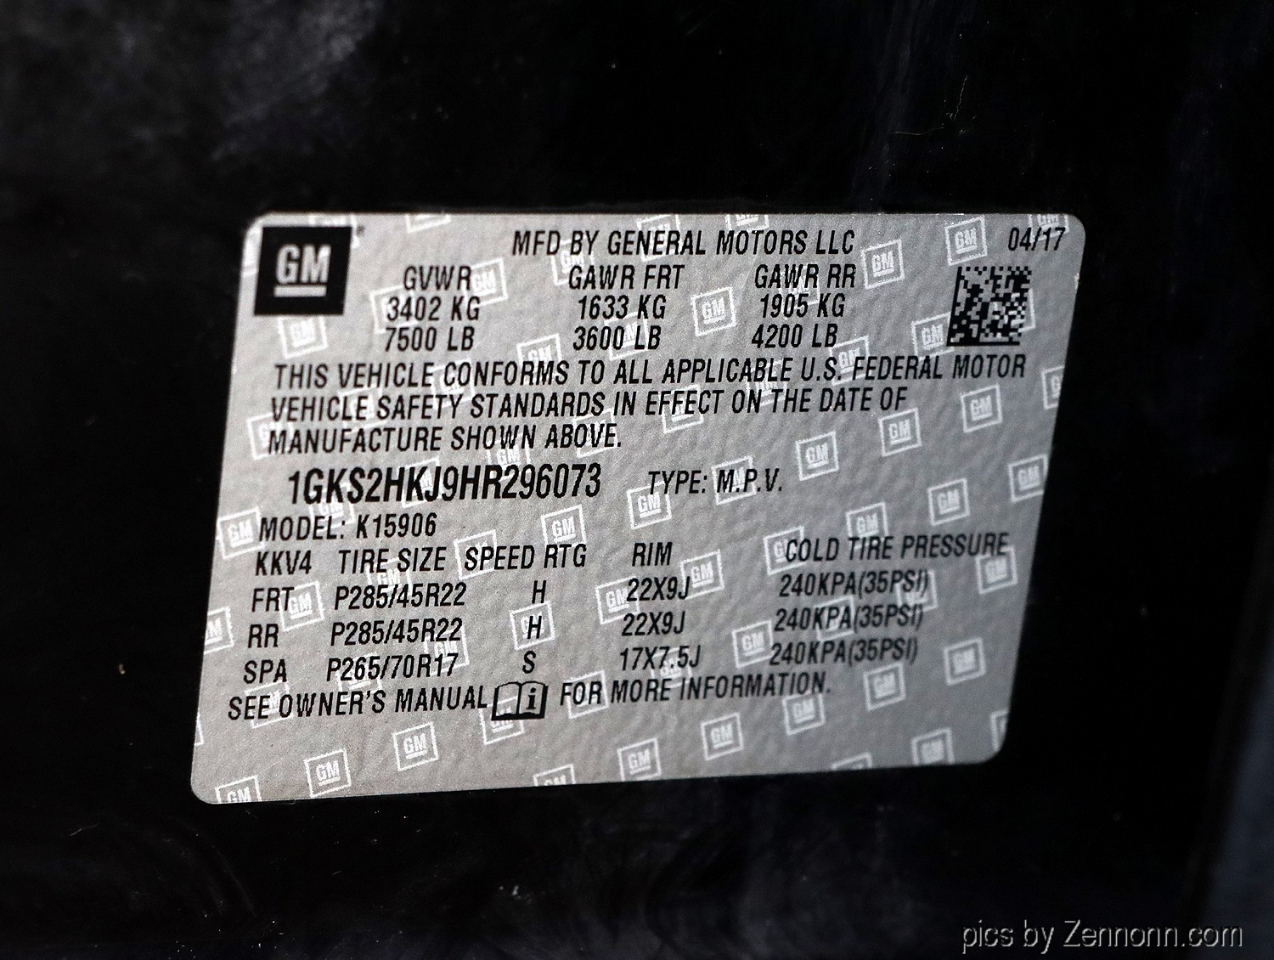 GM
MFD BY GENERAL MOTORS LLC 04/17
GVWR GAWR FRT GAWR RR
3402 KG 1633 KG 1905 KG
7500 LB 3600 LB 4200 LB
THIS VEHICLE CONFORMS TO ALL APPLICABLE U.S. FEDERAL MOTOR
VEHICLE SAFETY STANDARDS IN EFFECT ON THE DATE OF
MANUFACTURE SHOWN ABOVE.
1GKS2HKJ9HR296073 TYPE: M.P.V.
MODEL: K15906
KKV4 TIRE SIZE SPEED RTG RIM COLD TIRE PRESSURE
FRT P285/45R22 H 22X9J 240KPA(35PSI)
RR P285/45R22 H 22X9J 240KPA(35PSI)
SPA P265/70R17 S 17X7.5J 240KPA(35PSI)
SEE OWNER'S MANUAL i FOR MORE INFORMATION.
pics by Zennonn.com